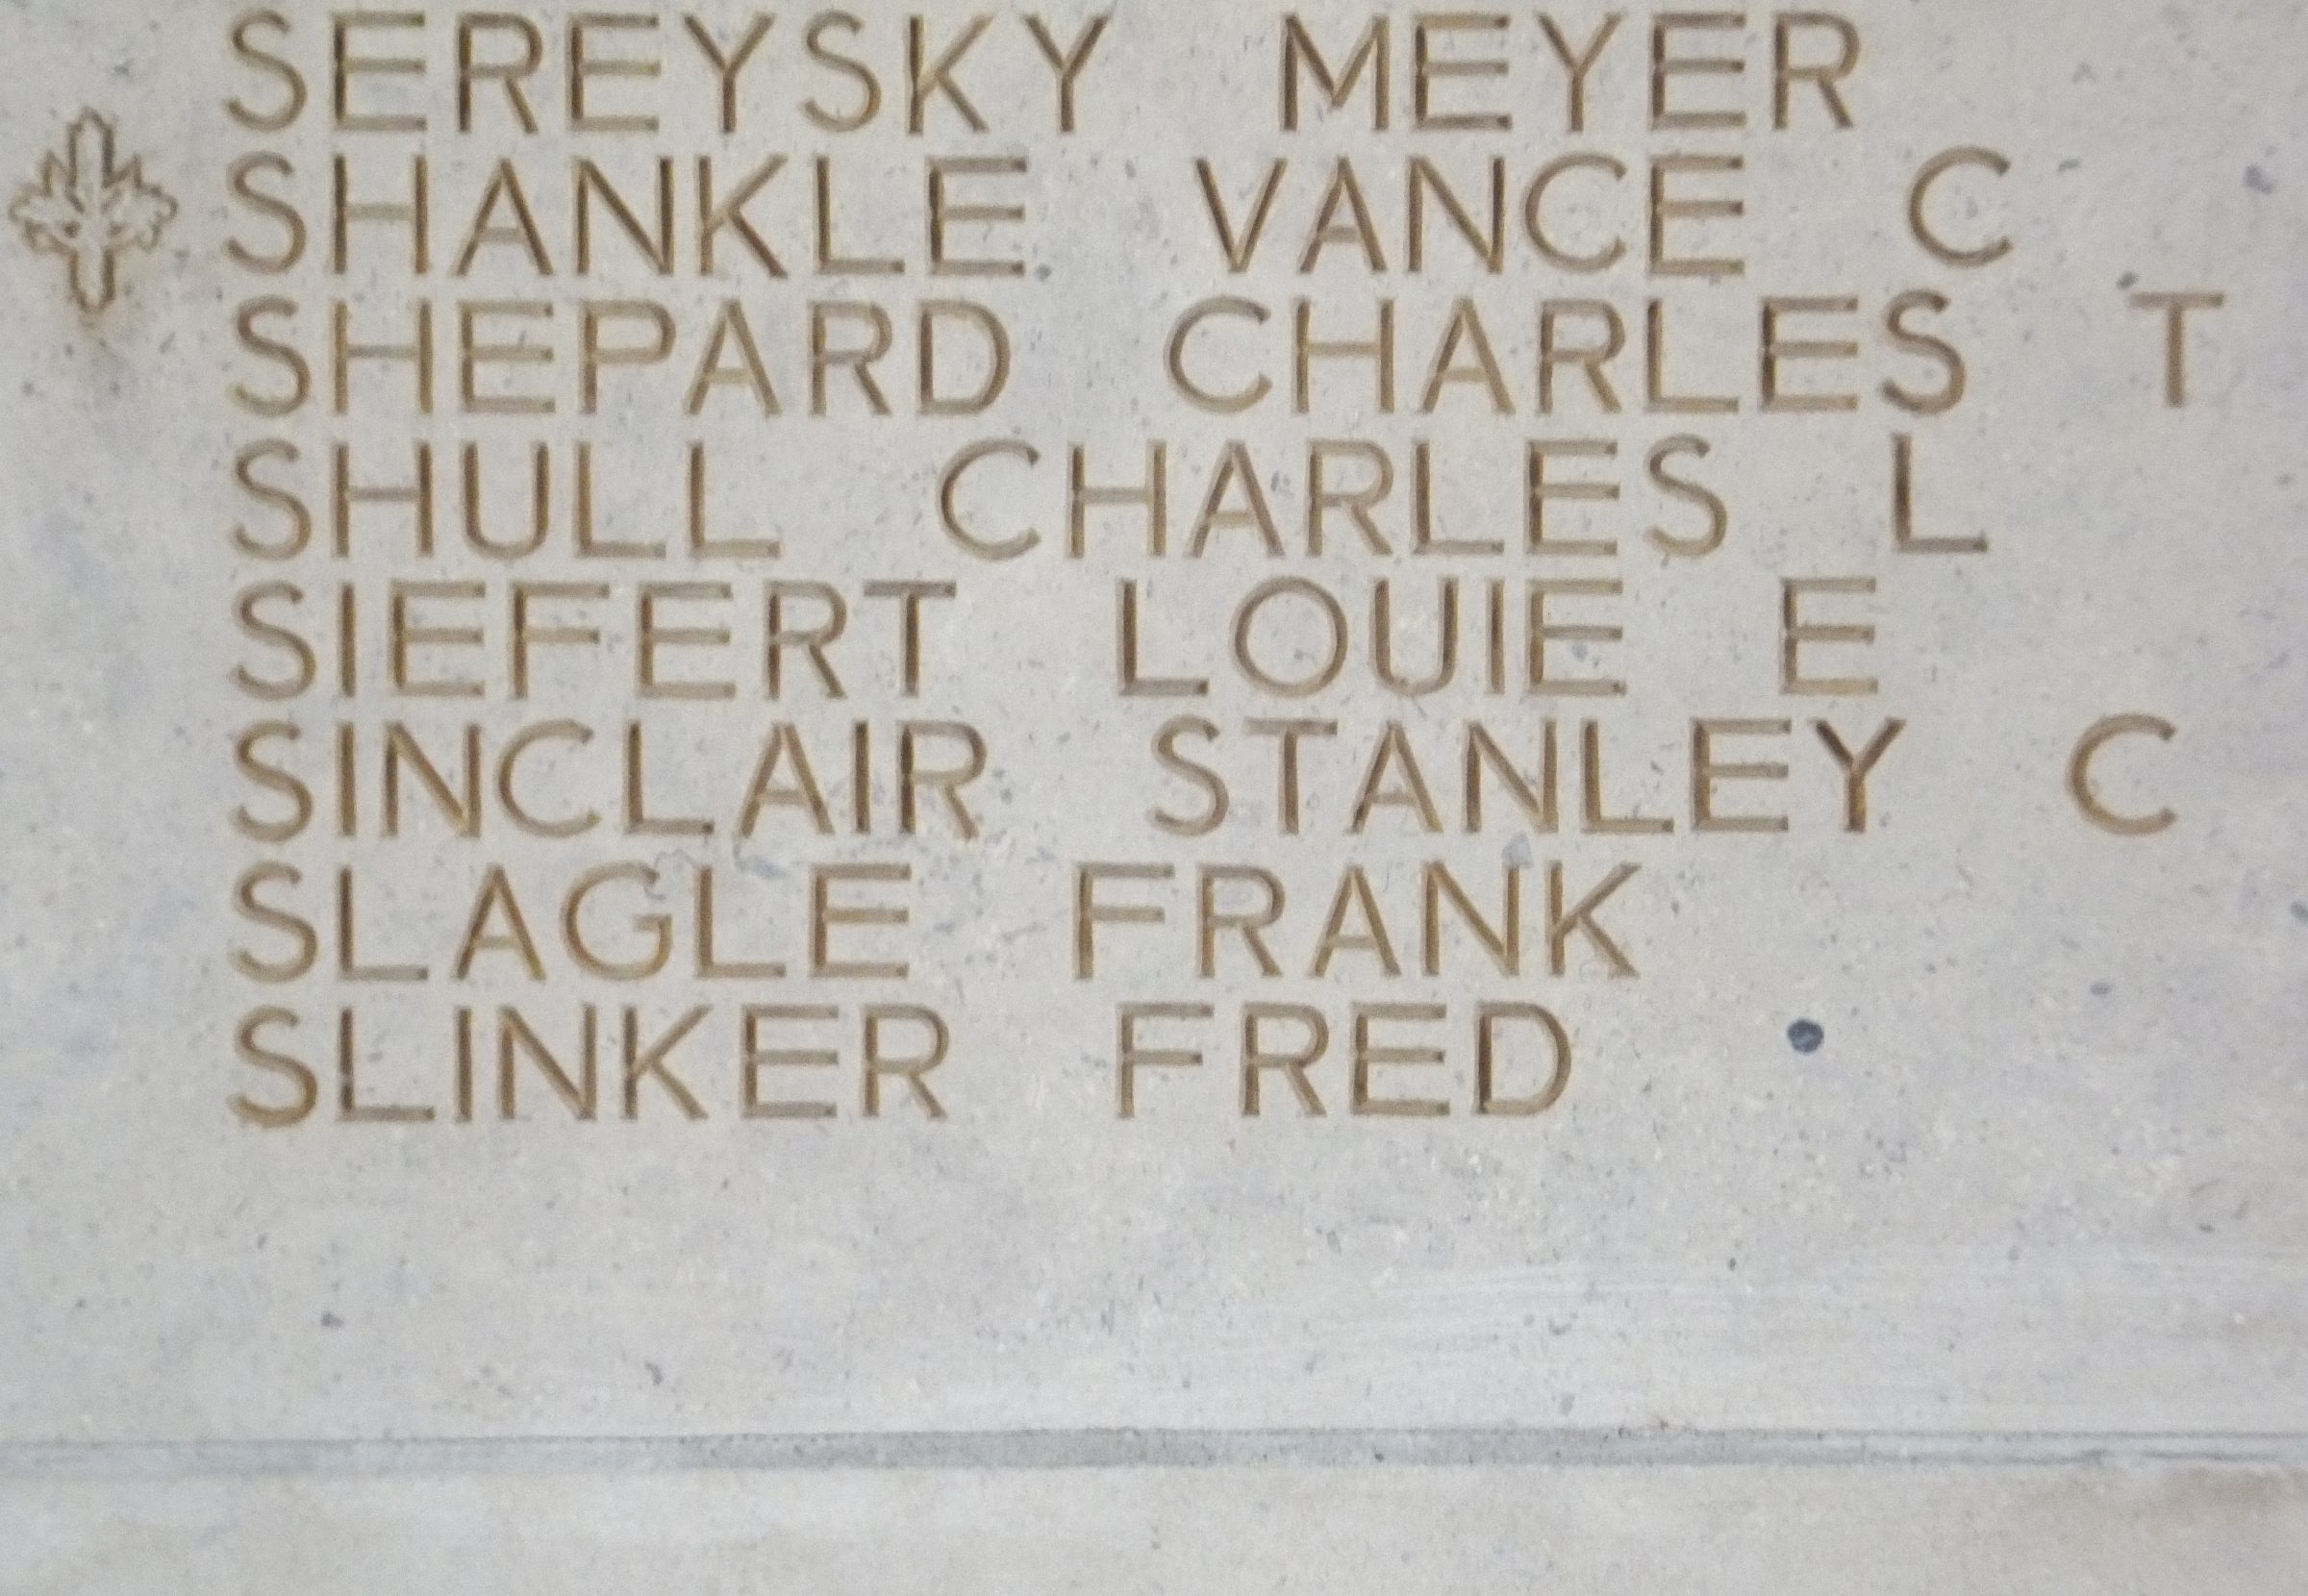 SEREYSKY MEYER
SHANKLE VANCE C
SHEPARD CHARLES T
SHULL CHARLES L
SIEFERT LOUIE E
SINCLAIR STANLEY C
SLAGLE FRANK
SLINKER FRED